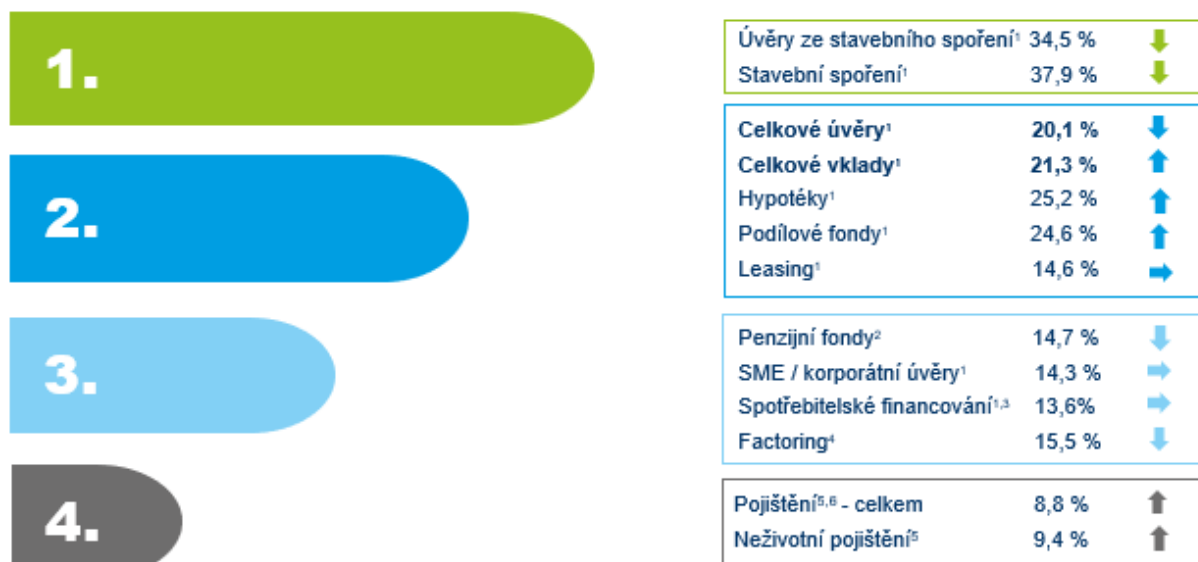 1.
Úvěry ze stavebního spoření¹ 34,5 %
Stavební spoření¹ 37,9 %
2.
Celkové úvěry¹ 20,1 %
Celkové vklady¹ 21,3 %
Hypotéky¹ 25,2 %
Podílové fondy¹ 24,6 %
Leasing¹ 14,6 %
3.
Penzijní fondy² 14,7 %
SME / korporátní úvěry¹ 14,3 %
Spotřebitelské financování¹,³ 13,6%
Factoring⁴ 15,5 %
4.
Pojištění⁵,⁶ - celkem 8,8 %
Neživotní pojištění⁵ 9,4 %